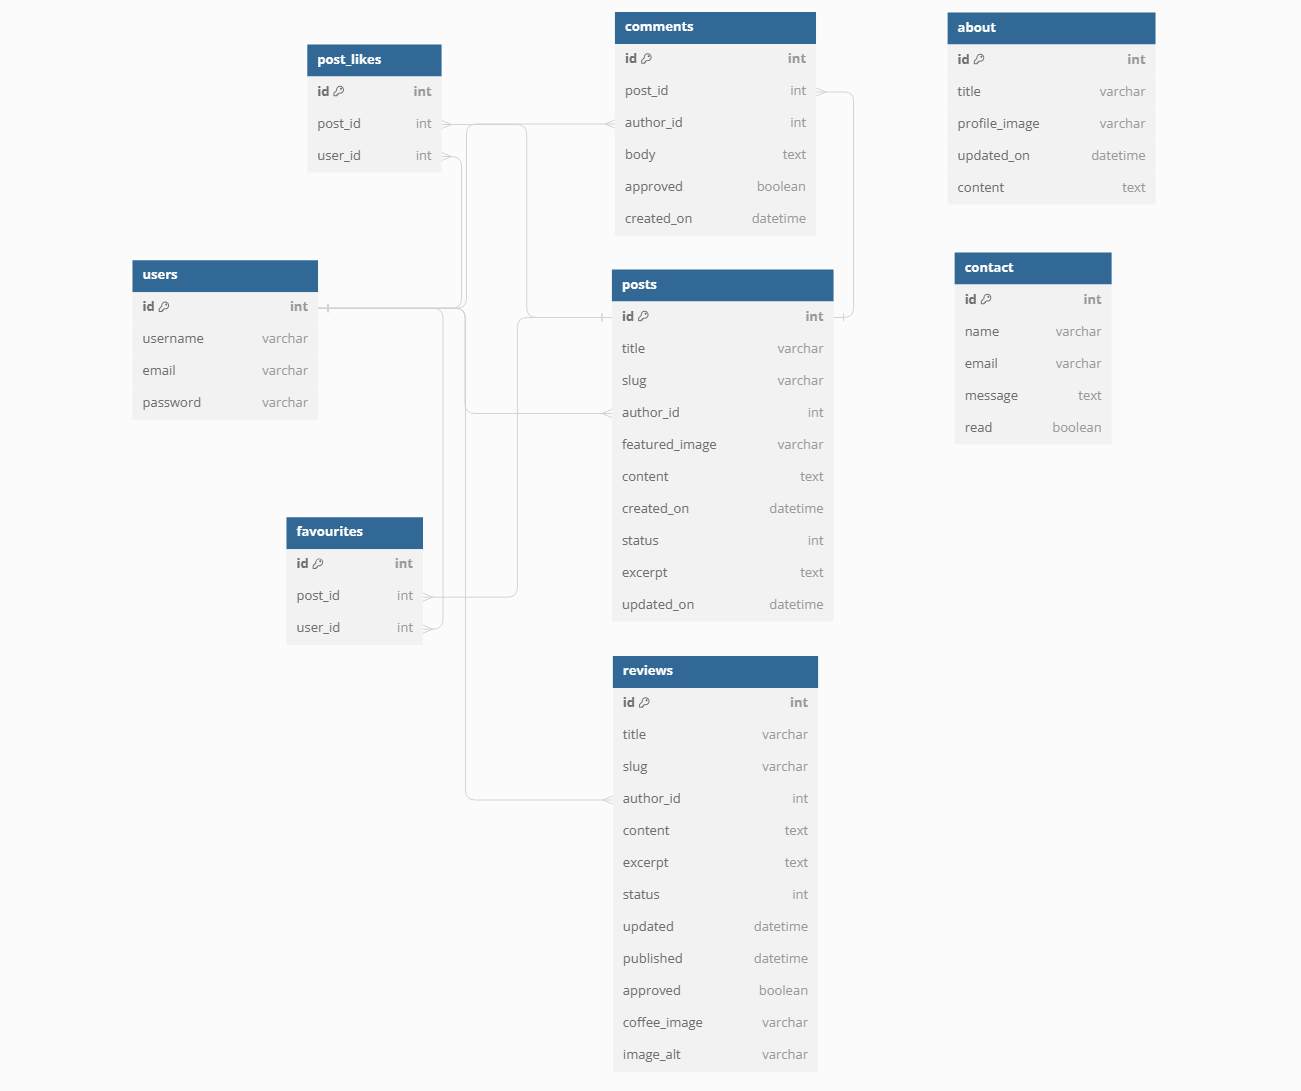 post_likes
id int
post_id int
user_id int
comments
id int
post_id int
author_id int
body text
approved boolean
created_on datetime
about
id int
title varchar
profile_image varchar
updated_on datetime
content text
users
id int
username varchar
email varchar
password varchar
posts
id int
title varchar
slug varchar
author_id int
featured_image varchar
content text
created_on datetime
status int
excerpt text
updated_on datetime
contact
id int
name varchar
email varchar
message text
read boolean
favourites
id int
post_id int
user_id int
reviews
id int
title varchar
slug varchar
author_id int
content text
excerpt text
status int
updated datetime
published datetime
approved boolean
coffee_image varchar
image_alt varchar